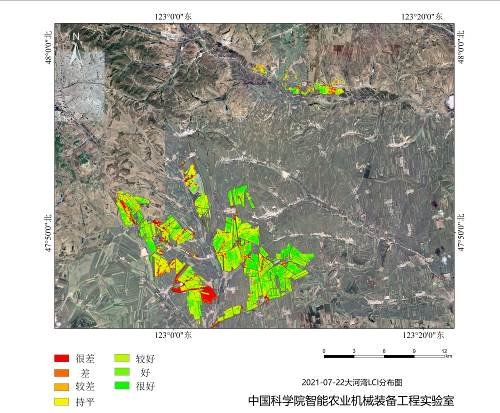 123°0'0"东 123°20'0"东
48°0'0"北 48°0'0"北
N
47°50'0"北 47°50'0"北
123°0'0"东 123°20'0"东
很差 较好
差 好
较差 很好
持平
0 3 6 9 12
km
2021-07-22大河湾LCI分布图
中国科学院智能农业机械装备工程实验室